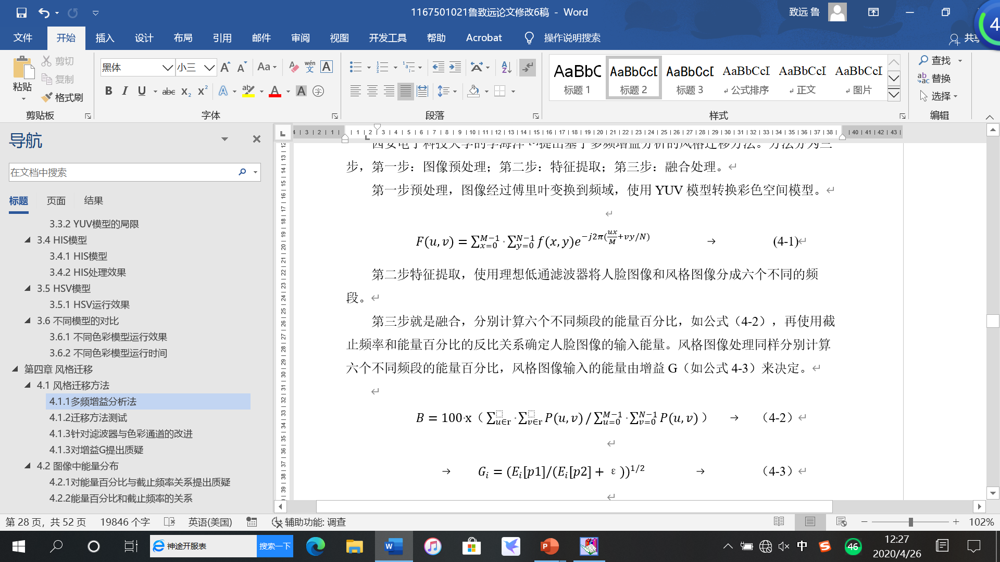 1167501021鲁致远论文修改6稿 - Word
致远 鲁
文件 开始 插入 设计 布局 引用 邮件 审阅 视图 开发工具 帮助 Acrobat 操作说明搜索
粘贴 剪切 复制 格式刷
黑体 小三
AaBbC AaBbCcD AaBbCcD AaBbCcI AaBbCcI AaBbCcI
标题 1 标题 2 标题 3 公式排序 正文 图片
查找
替换
选择
剪贴板 字体 段落 样式 编辑
导航
在文档中搜索
标题 页面 结果
3.3.2 YUV模型的局限
3.4 HIS模型
3.4.1 HIS模型
3.4.2 HIS处理效果
3.5 HSV模型
3.5.1 HSV运行效果
3.6 不同模型的对比
3.6.1 不同色彩模型运行效果
3.6.2 不同色彩模型运行时间
第四章 风格迁移
4.1 风格迁移方法
4.1.1多频增益分析法
4.1.2迁移方法测试
4.1.3针对滤波器与色彩通道的改进
4.1.3对增益G提出质疑
4.2 图像中能量分布
4.2.1对能量百分比与截止频率关系提出质疑
4.2.2能量百分比和截止频率的关系
步，第一步：图像预处理；第二步：特征提取；第三步：融合处理。
第一步预处理，图像经过傅里叶变换到频域，使用 YUV 模型转换彩色空间模型。
F(u,v) = ∑_{x=0}^{M−1} · ∑_{y=0}^{N−1} f(x,y)e^{−j2π(ux/M+vy/N)} → (4-1)
第二步特征提取，使用理想低通滤波器将人脸图像和风格图像分成六个不同的频
段。
第三步就是融合，分别计算六个不同频段的能量百分比，如公式（4-2），再使用截
止频率和能量百分比的反比关系确定人脸图像的输入能量。风格图像处理同样分别计算
六个不同频段的能量百分比，风格图像输入的能量由增益 G（如公式 4-3）来决定。
B = 100·x（∑_{u∈r} · ∑_{v∈r} P(u,v)/∑_{u=0}^{M−1} · ∑_{v=0}^{N−1} P(u,v)） → （4-2）
→ G_i = (E_i[p1]/(E_i[p2] + ε))^{1/2} → （4-3）
第 28 页，共 52 页 19846 个字 英语(美国) 辅助功能: 调查 102%
神途开服表 搜索一下
中 46 12:27
2020/4/26